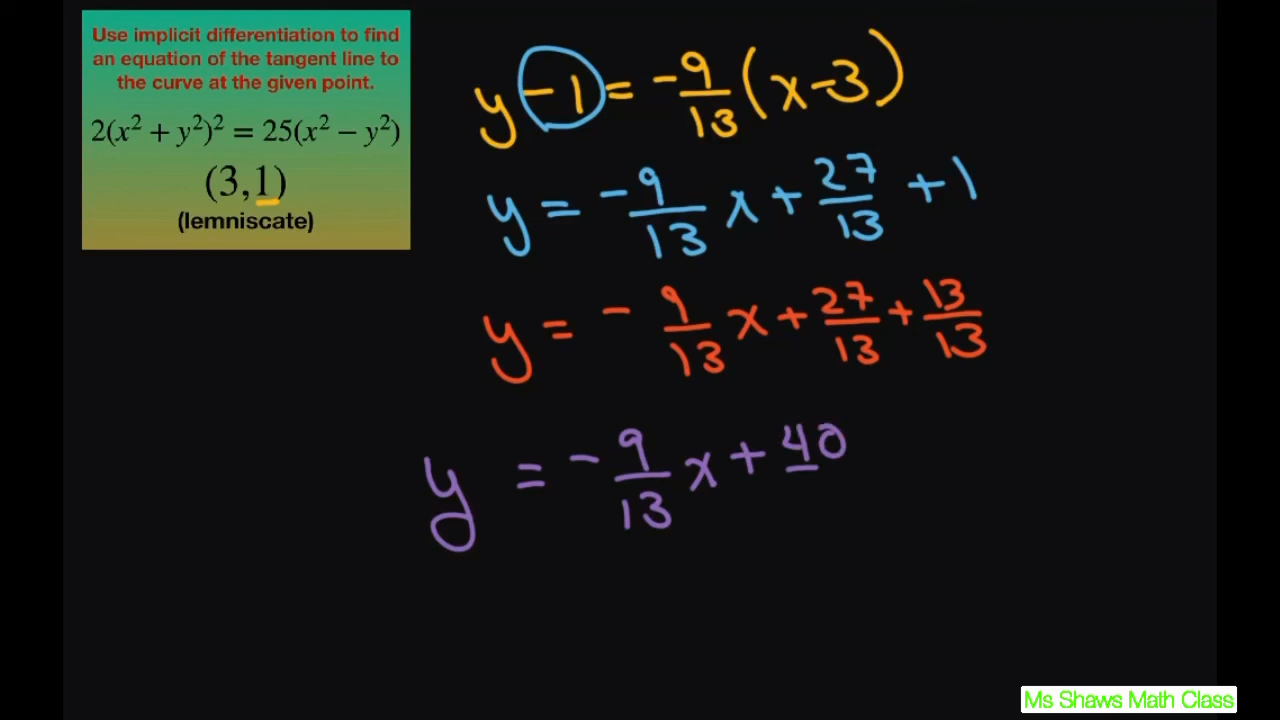 Use implicit differentiation to find
an equation of the tangent line to
the curve at the given point.
2(x² + y²)² = 25(x² − y²)
(3,1)
(lemniscate)
y − 1 = −9/13 (x − 3)
y = −9/13 x + 27/13 + 1
y = −9/13 x + 27/13 + 13/13
y = −9/13 x + 40
Ms Shaws Math Class